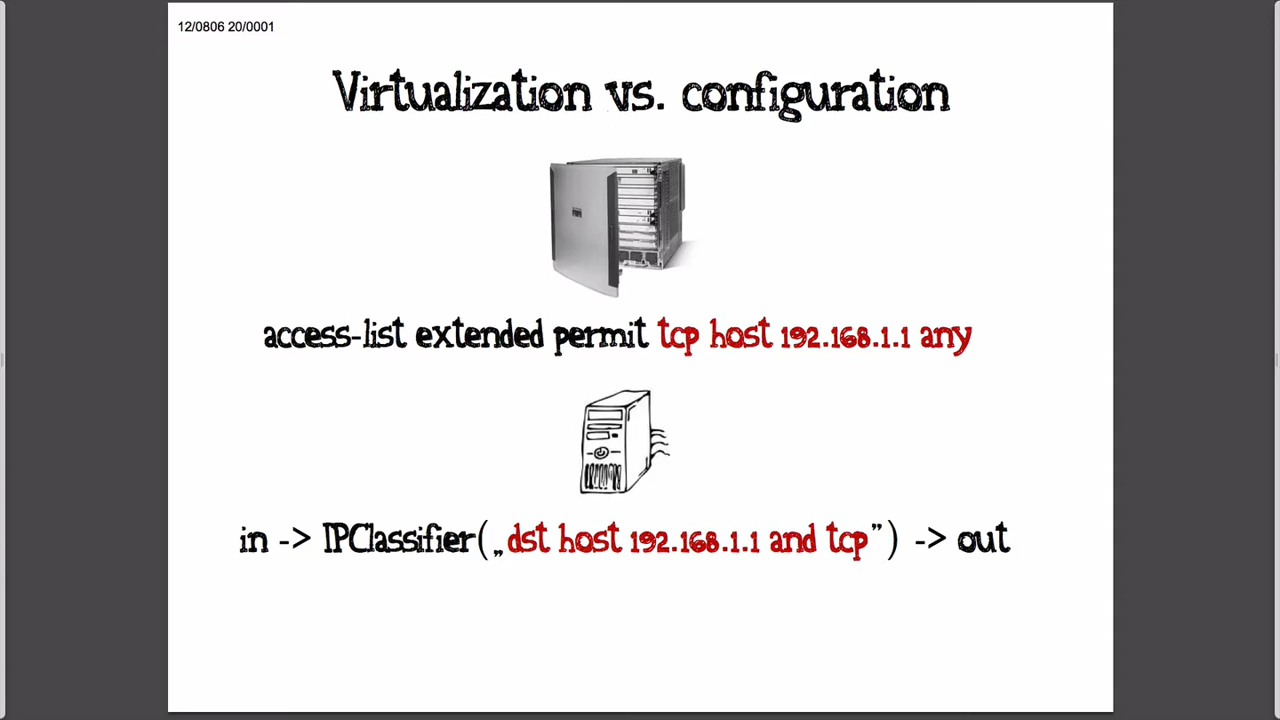 12/0806 20/0001
Virtualization vs. configuration
access-list extended permit tcp host 192.168.1.1 any
in -> IPClassifier(„dst host 192.168.1.1 and tcp”) -> out